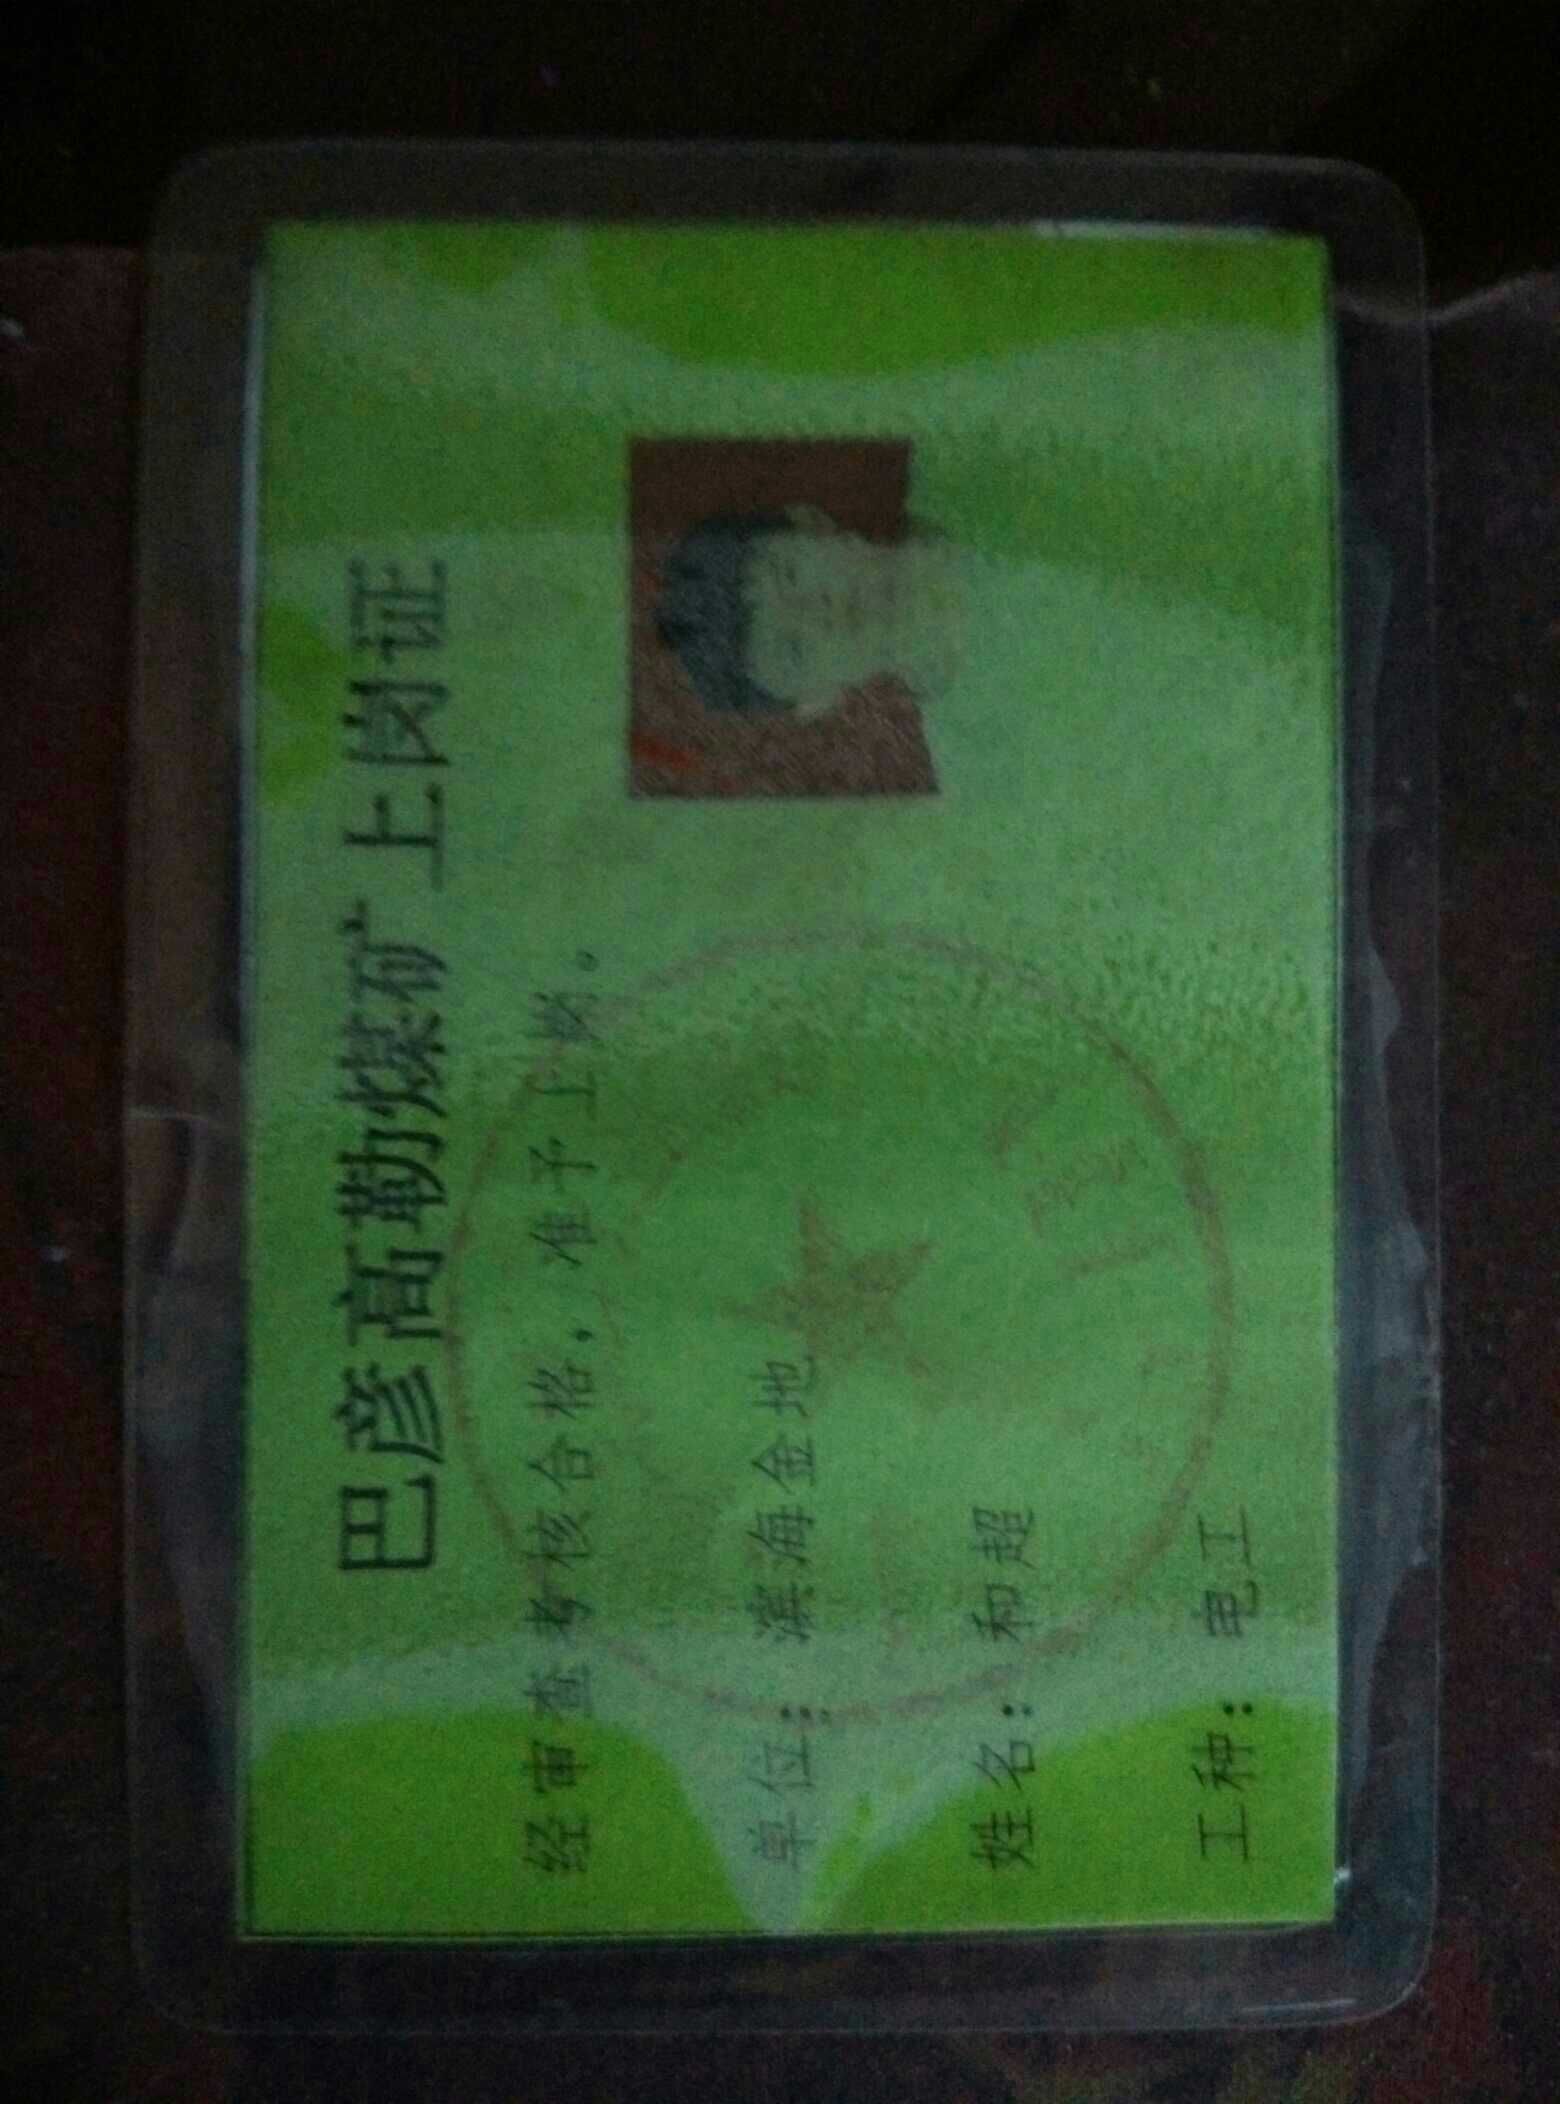 巴彦高勒煤矿上岗证
经审查考核合格，准予上岗。
单位：滨海金地
姓名：和超
工种：电工